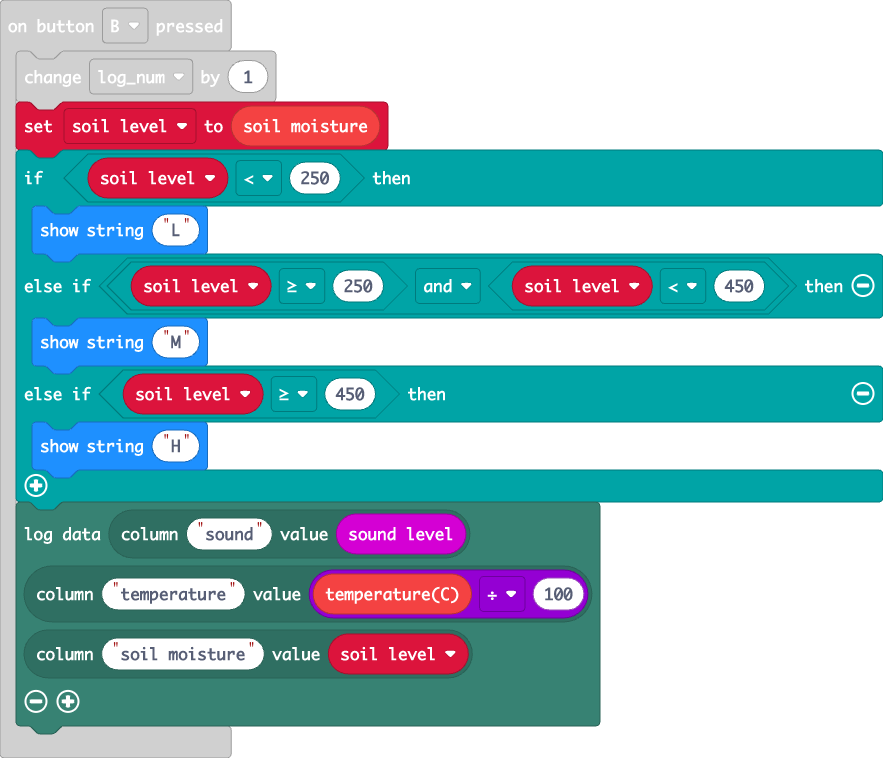 on button B pressed
change log_num by 1
set soil level to soil moisture
if soil level < 250 then
show string "L"
else if soil level ≥ 250 and soil level < 450 then
show string "M"
else if soil level ≥ 450 then
show string "H"
log data column "sound" value sound level
column "temperature" value temperature(C) ÷ 100
column "soil moisture" value soil level